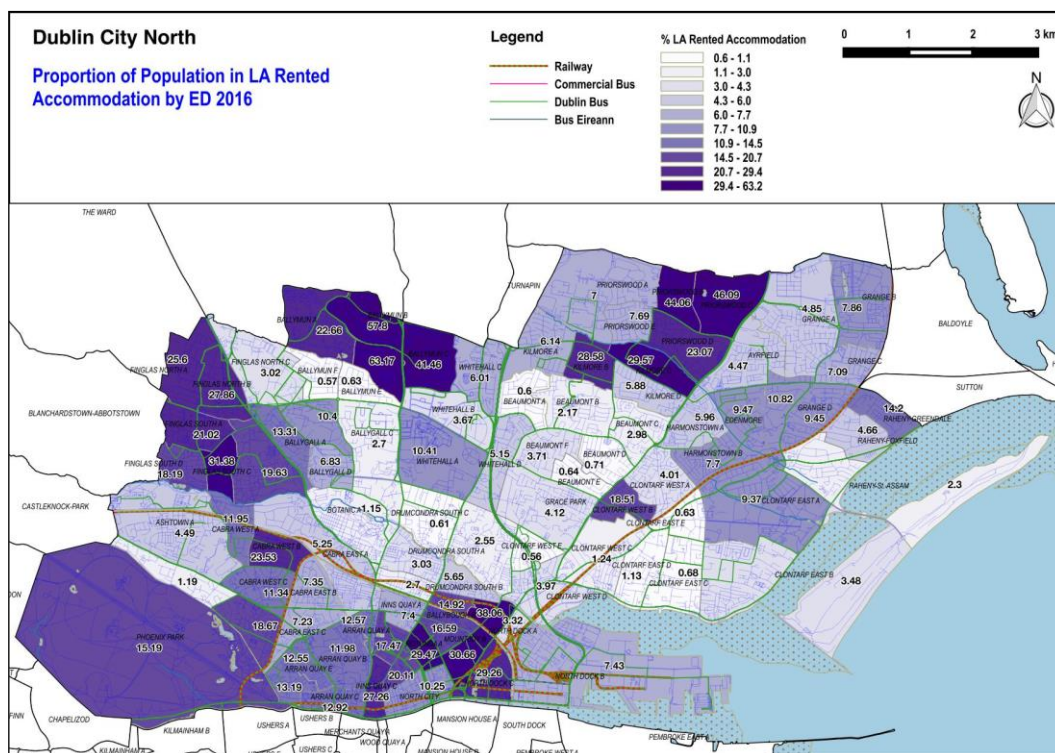 Dublin City North
Proportion of Population in LA Rented
Accommodation by ED 2016
Legend
Railway
Commercial Bus
Dublin Bus
Bus Eireann
% LA Rented Accommodation
0.6 - 1.1
1.1 - 3.0
3.0 - 4.3
4.3 - 6.0
6.0 - 7.7
7.7 - 10.9
10.9 - 14.5
14.5 - 20.7
20.7 - 29.4
29.4 - 63.2
0 1 2 3 km
N
THE WARD
TURNAPIN
BALDOYLE
SUTTON
BLANCHARDSTOWN-ABBOTSTOWN
CASTLEKNOCK-PARK
PRIORSWOOD A
7
44.06
46.09
7.69
PRIORSWOOD E
PRIORSWOOD D
23.07
4.85
GRANGE A
7.86
GRANGE B
BALLYMUN A
22.66
57.8
63.17
41.46
WHITEHALL C
6.01
6.14
KILMORE A
28.58
KILMORE B
29.57
5.88
KILMORE D
AYRFIELD
4.47
GRANGE C
7.09
25.6
FINGLAS NORTH A
FINGLAS NORTH C
3.02
BALLYMUN F
0.57
0.63
BALLYMUN E
FINGLAS NORTH B
27.86
FINGLAS SOUTH A
21.02
13.31
BALLYGALL A
10.4
BALLYGALL C
2.7
WHITEHALL B
3.67
0.6
BEAUMONT A
BEAUMONT B
2.17
BEAUMONT C
2.98
5.96
HARMONSTOWN A
9.47
EDENMORE
10.82
GRANGE D
9.45
14.2
RAHENY-GREENDALE
4.66
RAHENY-FOXFIELD
FINGLAS SOUTH D
18.19
31.38
FINGLAS SOUTH C
19.63
6.83
BALLYGALL D
10.41
WHITEHALL A
5.15
WHITEHALL D
BEAUMONT F
3.71
0.64
BEAUMONT E
BEAUMONT D
0.71
4.01
CLONTARF WEST A
HARMONSTOWN B
7.7
RAHENY-ST. ASSAM
2.3
ASHTOWN A
4.49
11.95
CABRA WEST A
BOTANIC A
1.15
DRUMCONDRA SOUTH C
0.61
GRACE PARK
4.12
18.51
CLONTARF WEST B
0.63
CLONTARF EAST E
9.37
CLONTARF EAST A
CABRA WEST B
23.53
5.25
CABRA EAST A
2.55
DRUMCONDRA SOUTH A
3.03
CLONTARF WEST E
0.56
CLONTARF WEST C
1.24
CLONTARF EAST D
1.13
0.68
CLONTARF EAST C
CLONTARF EAST B
3.48
1.19
CABRA WEST C
11.34
7.35
CABRA EAST B
2.7
5.65
DRUMCONDRA SOUTH B
3.97
CLONTARF WEST D
PHOENIX PARK
15.19
18.67
7.23
CABRA EAST C
12.57
ARRAN QUAY A
INNS QUAY A
7.4
14.92
16.59
38.06
3.32
NORTH DOCK A
12.55
ARRAN QUAY E
11.98
ARRAN QUAY B
17.47
29.47
30.66
29.26
7.43
NORTH DOCK B
13.19
ARRAN QUAY C
20.11
INNS QUAY C
27.26
10.25
NORTH CITY
12.92
CHAPELIZOD
KILMAINHAM B
KILMAINHAM A
USHERS A
USHERS B
USHERS C
MERCHANTS QUAY A
WOOD QUAY A
MANSION HOUSE A
MANSION HOUSE B
SOUTH DOCK
PEMBROKE WEST A